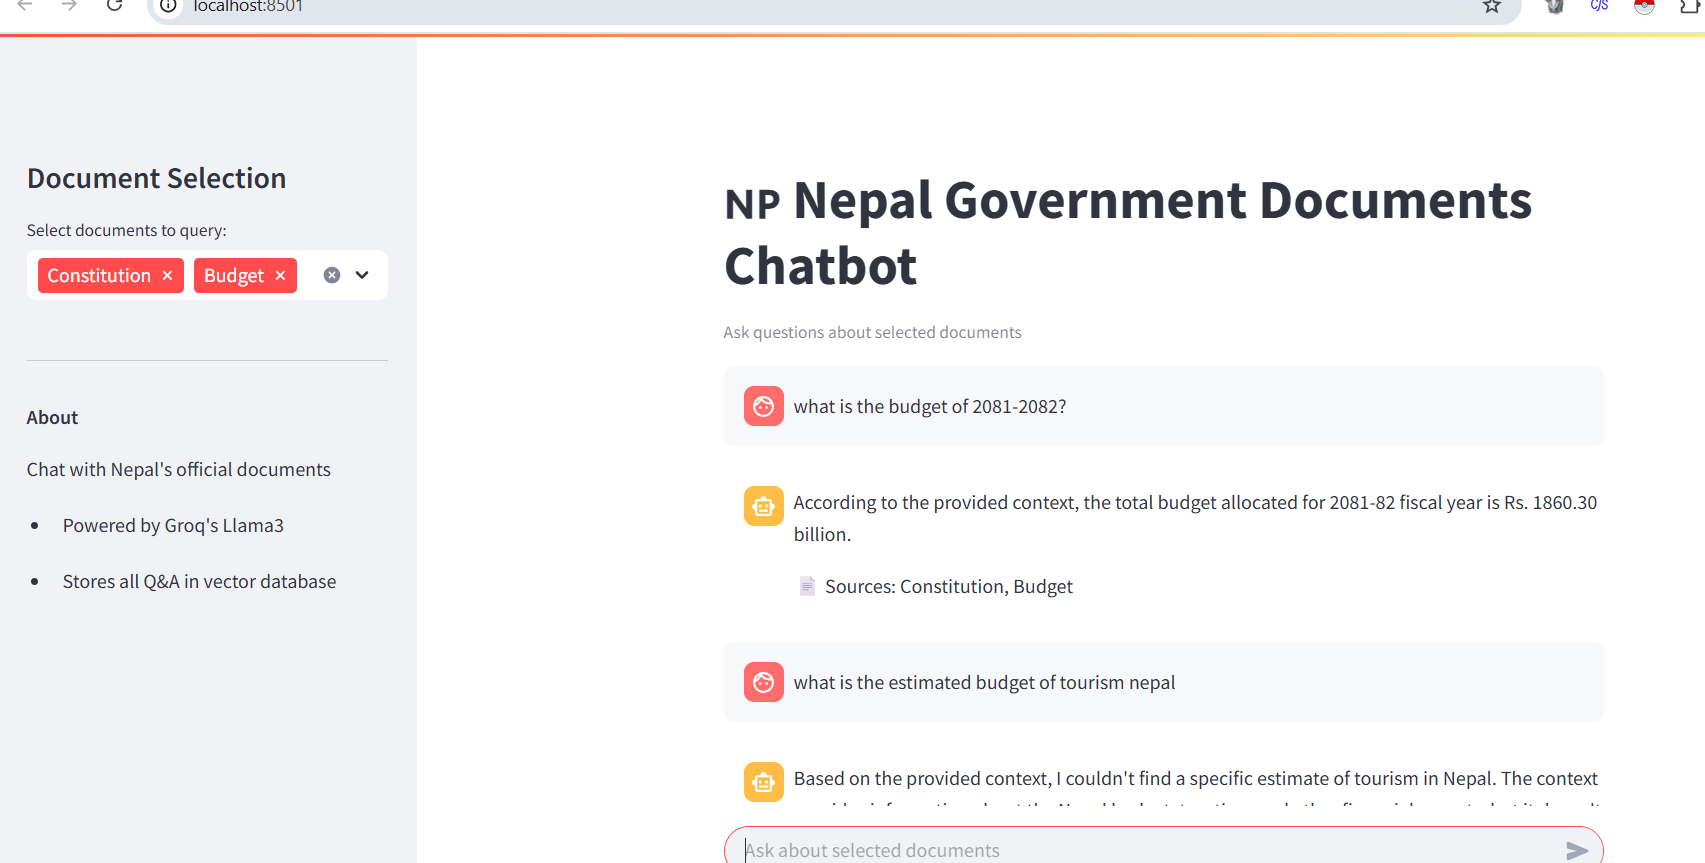 localhost:8501
Document Selection
Select documents to query:
Constitution × Budget ×
About
Chat with Nepal's official documents
Powered by Groq's Llama3
Stores all Q&A in vector database
NP Nepal Government Documents
Chatbot
Ask questions about selected documents
what is the budget of 2081-2082?
According to the provided context, the total budget allocated for 2081-82 fiscal year is Rs. 1860.30
billion.
Sources: Constitution, Budget
what is the estimated budget of tourism nepal
Based on the provided context, I couldn't find a specific estimate of tourism in Nepal. The context
Ask about selected documents